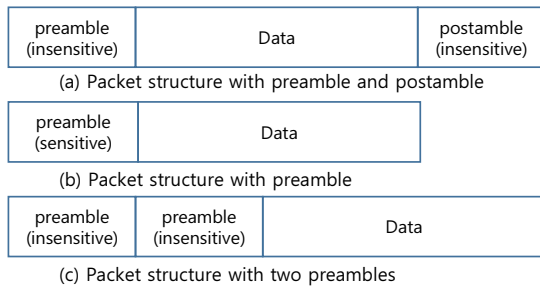 preamble
(insensitive)
Data
postamble
(insensitive)
(a) Packet structure with preamble and postamble
preamble
(sensitive)
Data
(b) Packet structure with preamble
preamble
(insensitive)
preamble
(insensitive)
Data
(c) Packet structure with two preambles